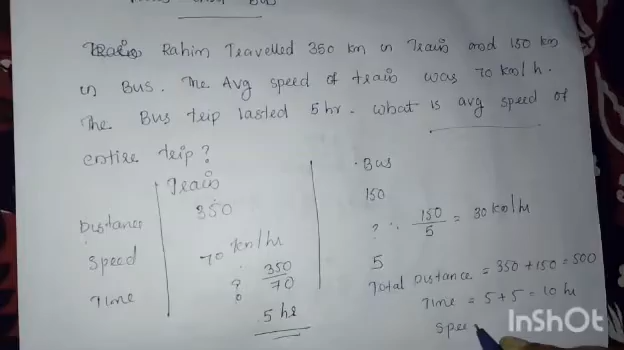 Rahim Travelled 350 km in Train and 150 km
in Bus. The Avg speed of train was 70 km/h.
The Bus trip lasted 5 hr. what is avg speed of
entire trip?
Train
Bus
Distance 350 150
Speed 70 km/hr ? ∴ 150/5 = 30 km/hr
Time ? 350/70 5
5 hr
Total Distance = 350 + 150 = 500
Time = 5 + 5 = 10 hr
Spee
InShOt